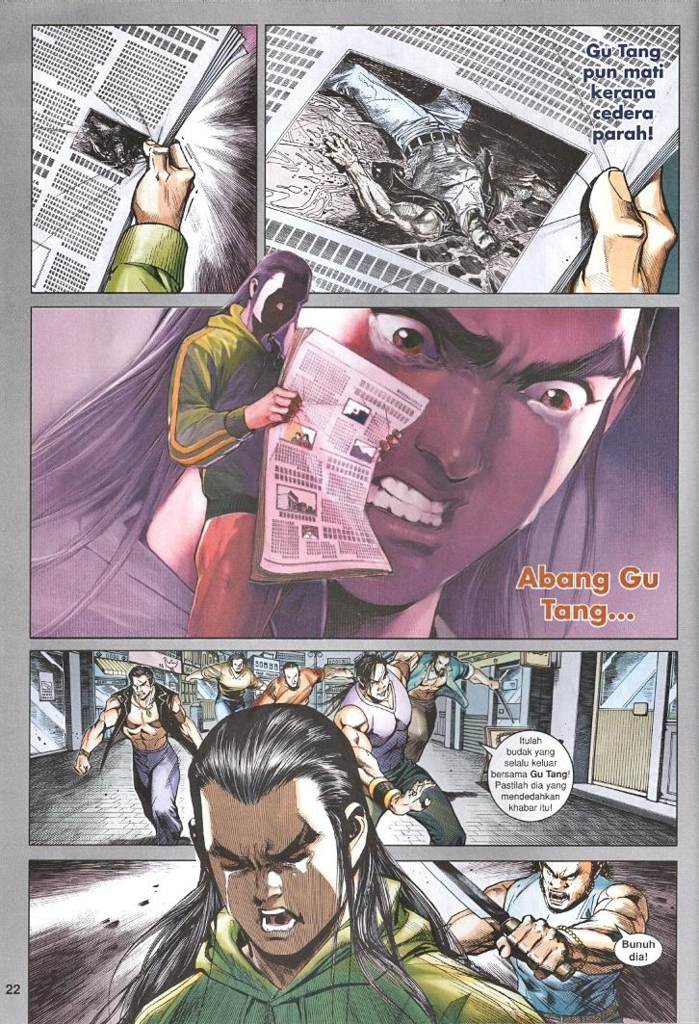 Gu Tang
pun mati
kerana
cedera
parah!
Abang Gu
Tang...
Itulah
budak yang
selalu keluar
bersama Gu Tang!
Pastilah dia yang
mendedahkan
khabar itu!
Bunuh
dia!
22